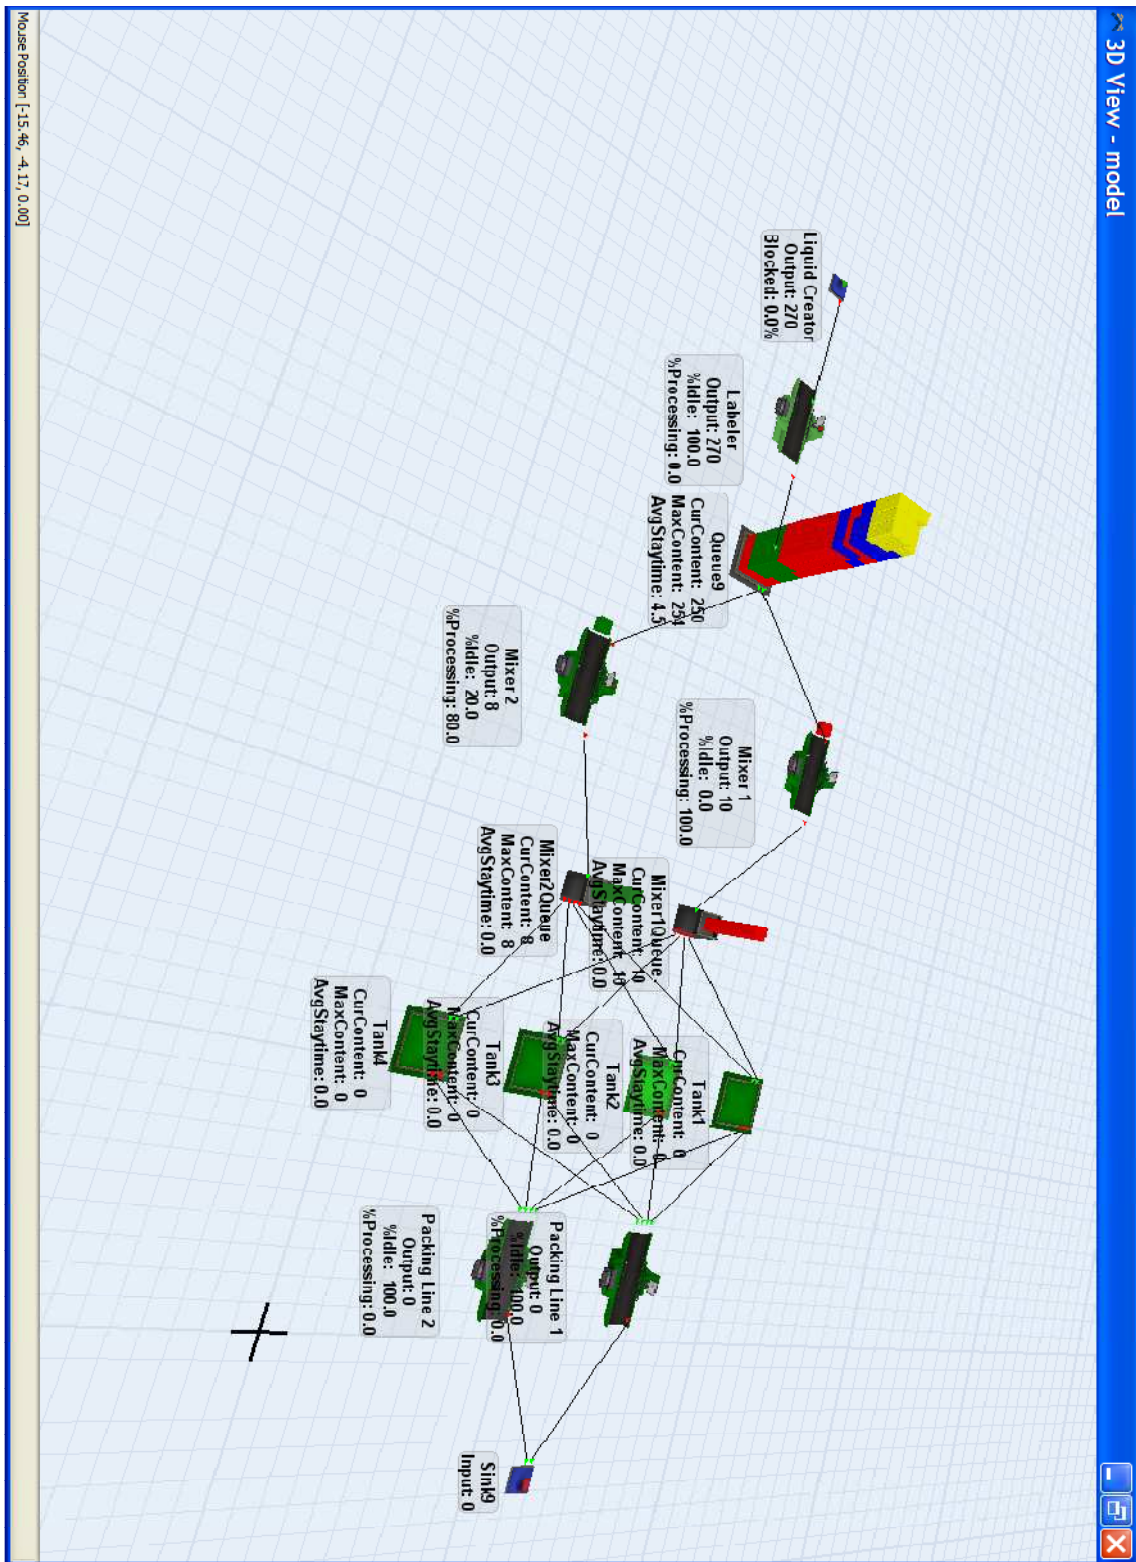 3D View - model
Liquid Creator
Output: 270
Blocked: 0.0%
Labeler
Output: 270
%Idle: 100.0
%Processing: 0.0
Queue9
CurContent: 250
MaxContent: 254
AvgStaytime: 4.5
Mixer 1
Output: 10
%Idle: 0.0
%Processing: 100.0
Mixer 2
Output: 8
%Idle: 20.0
%Processing: 80.0
Mixer1Queue
CurContent: 10
MaxContent: 10
AvgStaytime: 0.0
Mixer2Queue
CurContent: 8
MaxContent: 8
AvgStaytime: 0.0
Tank1
CurContent: 0
MaxContent: 0
AvgStaytime: 0.0
Tank2
CurContent: 0
MaxContent: 0
AvgStaytime: 0.0
Tank3
CurContent: 0
MaxContent: 0
AvgStaytime: 0.0
Tank4
CurContent: 0
MaxContent: 0
AvgStaytime: 0.0
Packing Line 1
Output: 0
%Idle: 100.0
%Processing: 0.0
Packing Line 2
Output: 0
%Idle: 100.0
%Processing: 0.0
Sink9
Input: 0
Mouse Position [-15.46, -4.17, 0.00]